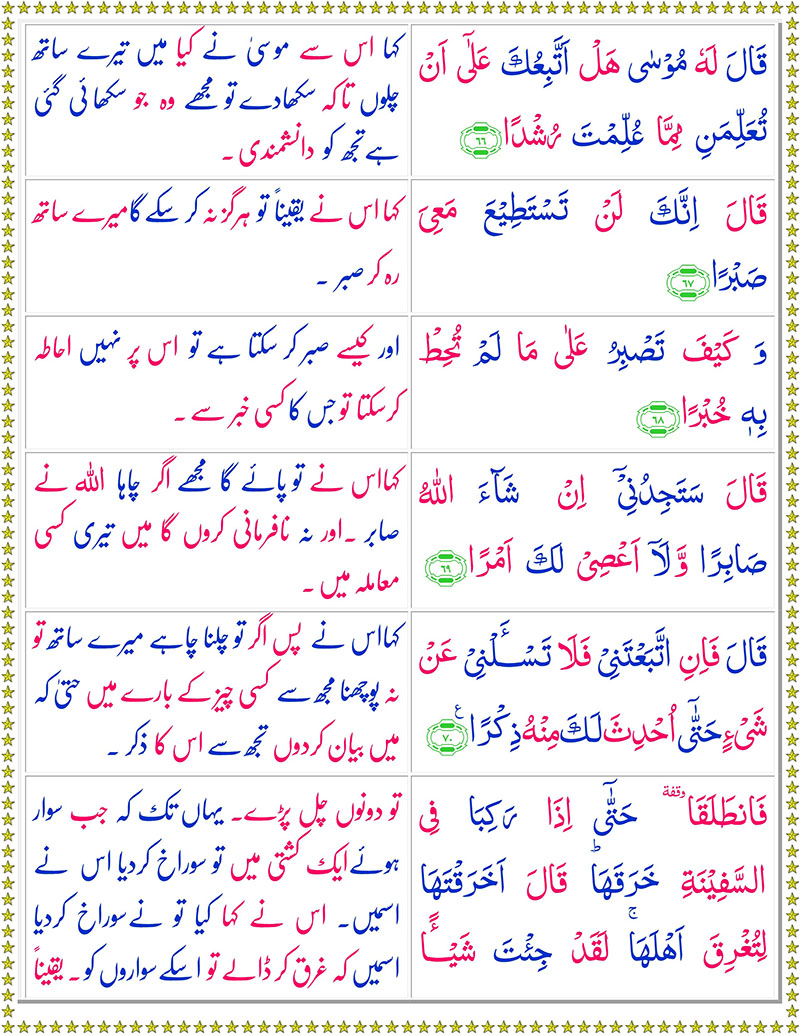 قَالَ لَهٗ مُوْسٰى هَلْ اَتَّبِعُكَ عَلٰٓى اَنْ
تُعَلِّمَنِ مِمَّا عُلِّمْتَ رُشْدًا ﴿٦٦﴾
کہا اس سے موسیٰ نے کیا میں تیرے ساتھ
چلوں تاکہ سکھادے تو مجھے وہ جو سکھائی گئی
ہے تجھ کو دانشمندی ۔
قَالَ اِنَّكَ لَنْ تَسْتَطِيْعَ مَعِىَ
صَبْرًا ﴿٦٧﴾
کہا اس نے یقیناً تو ہرگز نہ کر سکے گا میرے ساتھ
رہ کر صبر ۔
وَ كَيْفَ تَصْبِرُ عَلٰى مَا لَمْ تُحِطْ
بِهٖ خُبْرًا ﴿٦٨﴾
اور کیسے صبر کر سکتا ہے تو اس پر نہیں احاطہ
کرسکتا تو جس کا کسی خبر سے ۔
قَالَ سَتَجِدُنِىْۤ اِنْ شَآءَ اللهُ
صَابِرًا وَّلَاۤ اَعْصِىْ لَكَ اَمْرًا ﴿٦٩﴾
کہا اس نے تو پائے گا مجھے اگر چاہا اللہ نے
صابر ۔ اور نہ نافرمانی کروں گا میں تیری کسی
معاملہ میں ۔
قَالَ فَاِنِ اتَّبَعْتَنِىْ فَلَا تَسْـــَٔلْنِىْ عَنْ
شَىْءٍ حَتّٰٓى اُحْدِثَ لَكَ مِنْهُ ذِكْرًا ؏ ﴿٧٠﴾
کہا اس نے پس اگر تو چلنا چاہے میرے ساتھ تو
نہ پوچھنا مجھ سے کسی چیز کے بارے میں حتیٰ کہ
میں بیان کردوں تجھ سے اس کا ذکر ۔
فَانْطَلَقَا وقفة حَتّٰٓى اِذَا رَكِبَا فِى
السَّفِيْنَةِ خَرَقَهَا ؕ قَالَ اَخَرَقْتَهَا
لِتُغْرِقَ اَهْلَهَا ۚ لَقَدْ جِئْتَ شَيْـــًٔـا
تو دونوں چل پڑے۔ یہاں تک کہ جب سوار
ہوئے ایک کشتی میں تو سوراخ کردیا اس نے
اسمیں۔ اس نے کہا کیا تو نے سوراخ کردیا
اسمیں کہ غرق کر ڈالے تو اسکے سواروں کو۔ یقیناً